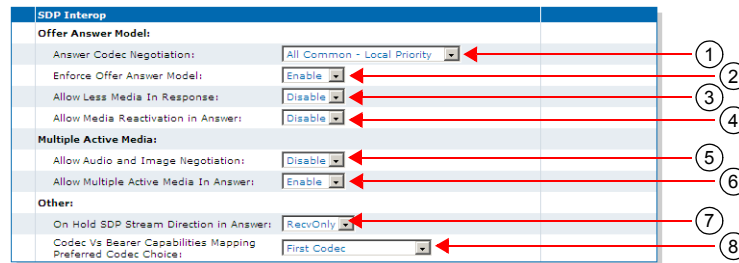 SDP Interop
Offer Answer Model:
Answer Codec Negotiation: All Common - Local Priority 1
Enforce Offer Answer Model: Enable 2
Allow Less Media In Response: Disable 3
Allow Media Reactivation in Answer: Disable 4
Multiple Active Media:
Allow Audio and Image Negotiation: Disable 5
Allow Multiple Active Media In Answer: Enable 6
Other:
On Hold SDP Stream Direction in Answer: RecvOnly 7
Codec Vs Bearer Capabilities Mapping
Preferred Codec Choice: First Codec 8